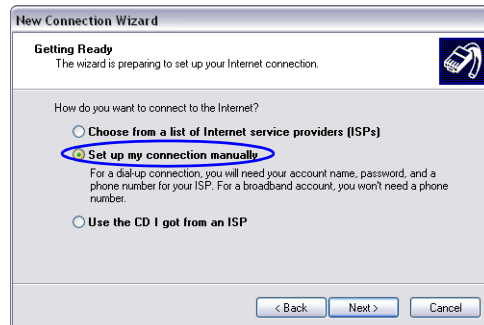 New Connection Wizard
Getting Ready
The wizard is preparing to set up your Internet connection.
How do you want to connect to the Internet?
Choose from a list of Internet service providers (ISPs)
Set up my connection manually
For a dial-up connection, you will need your account name, password, and a
phone number for your ISP. For a broadband account, you won't need a phone
number.
Use the CD I got from an ISP
< Back Next > Cancel